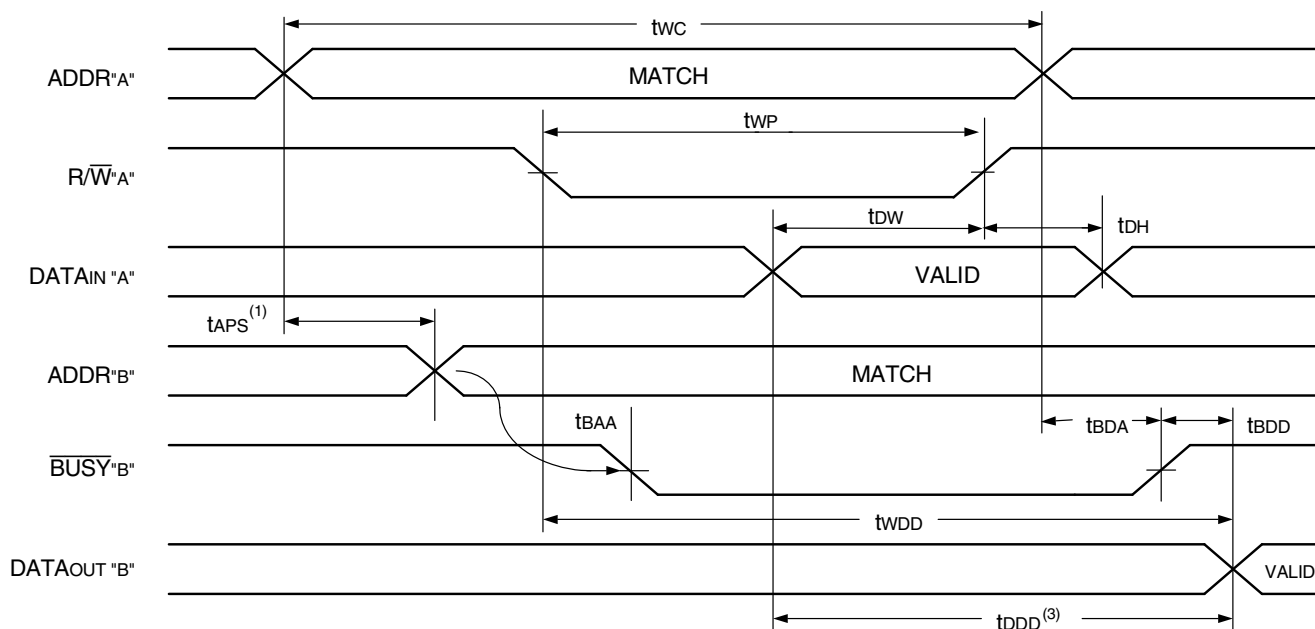 tWC
ADDR"A"
MATCH
tWP
R/W̅"A"
tDW
tDH
DATAIN "A"
VALID
tAPS(1)
ADDR"B"
MATCH
tBAA
tBDA
tBDD
B̅U̅S̅Y̅"B"
tWDD
DATAOUT "B"
VALID
tDDD(3)